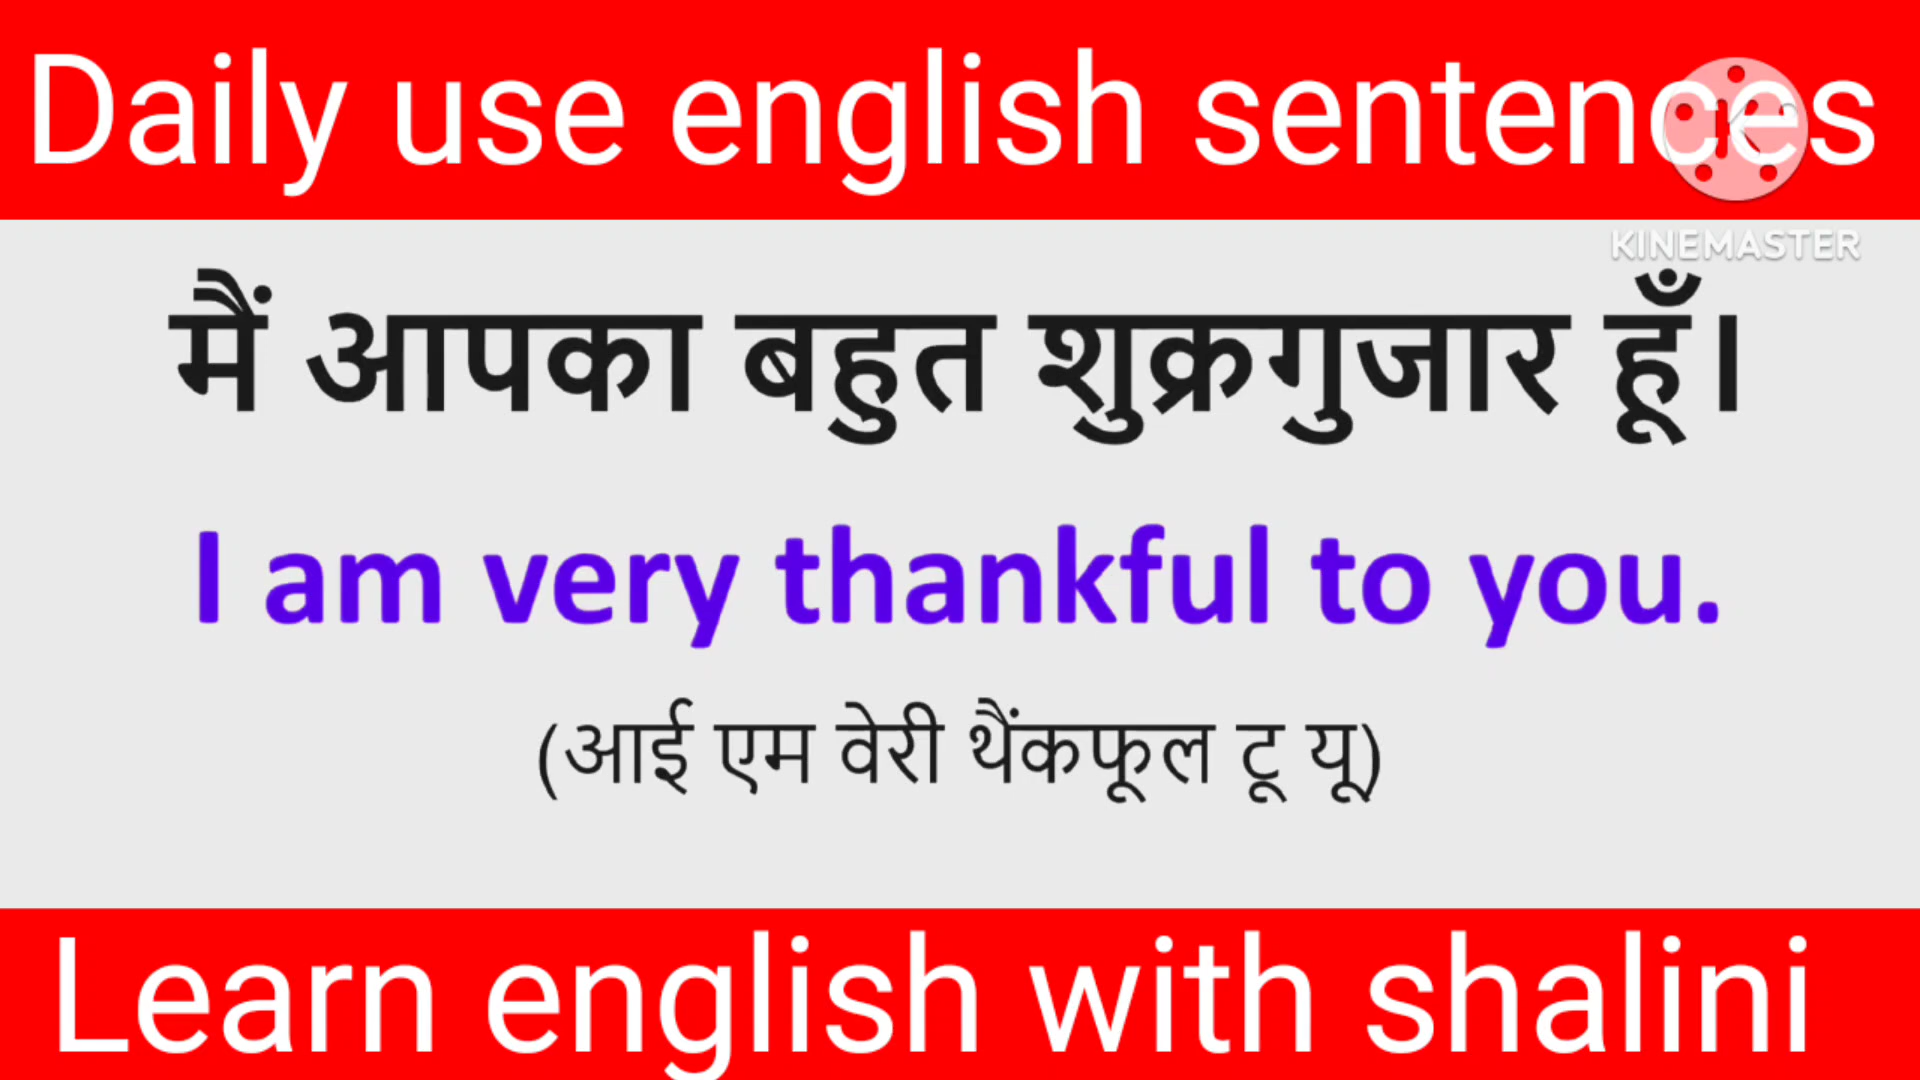 Daily use english sentences
KINEMASTER
मैं आपका बहुत शुक्रगुजार हूँ।
I am very thankful to you.
(आई एम वेरी थैंकफूल टू यू)
Learn english with shalini